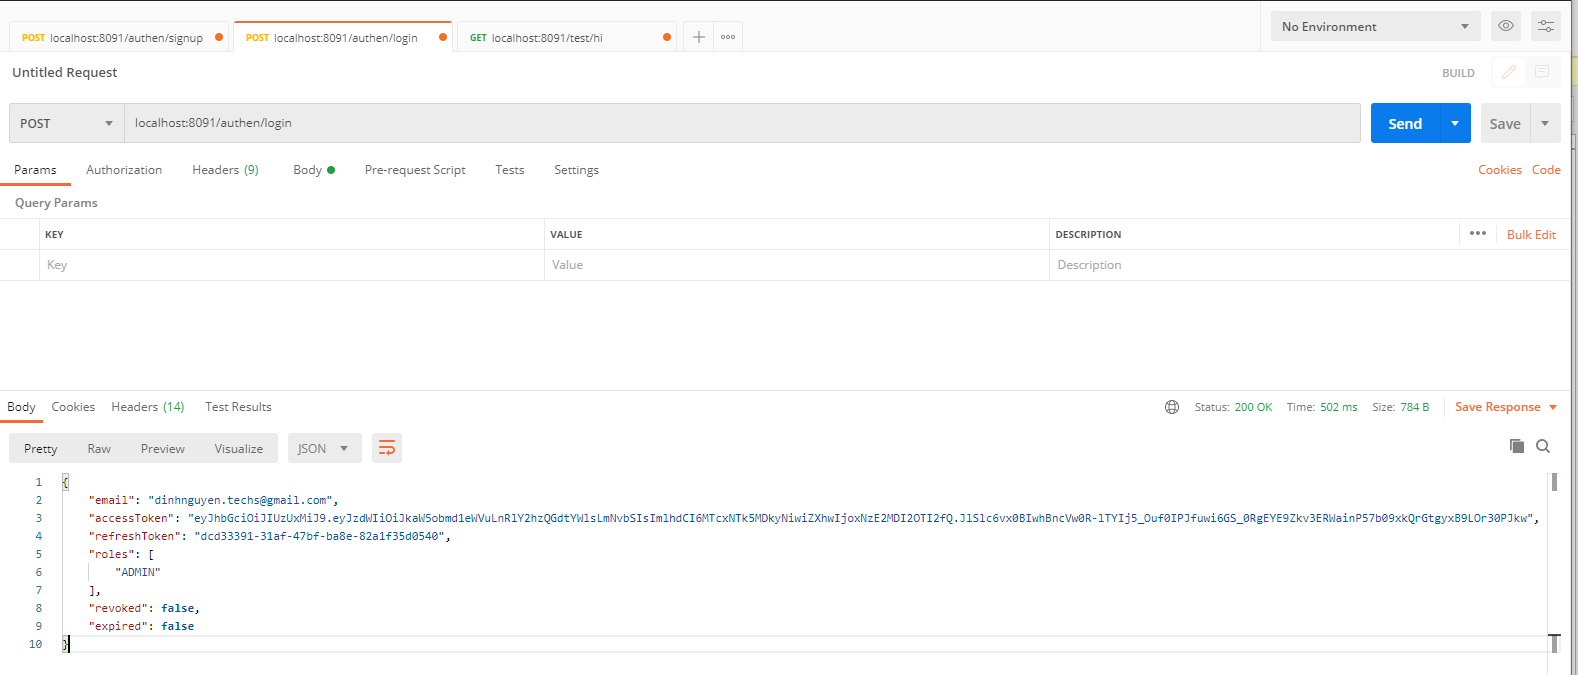 POST localhost:8091/authen/signup POST localhost:8091/authen/login GET localhost:8091/test/hi No Environment
Untitled Request BUILD
POST localhost:8091/authen/login Send Save
Params Authorization Headers (9) Body Pre-request Script Tests Settings Cookies Code
Query Params
KEY VALUE DESCRIPTION Bulk Edit
Key Value Description
Body Cookies Headers (14) Test Results Status: 200 OK Time: 502 ms Size: 784 B Save Response
Pretty Raw Preview Visualize JSON
1 {
2 "email": "dinhnguyen.techs@gmail.com",
3 "accessToken": "eyJhbGciOiJIUzUxMiJ9.eyJzdWIiOiJkaW5obmd1eWVuLnRlY2hzQGdtYWlsLmNvbSIsImlhdCI6MTcxNTk5MDkyNiwiZXhwIjoxNzE2MDI2OTI2fQ.JlSlc6vx0BIwhBncVw0R-lTYIj5_Ouf0IPJfuwi6GS_0RgEYE9Zkv3ERWainP57b09xkQrGtgyxB9LOr30PJkw",
4 "refreshToken": "dcd33391-31af-47bf-ba8e-82a1f35d0540",
5 "roles": [
6 "ADMIN"
7 ],
8 "revoked": false,
9 "expired": false
10 }